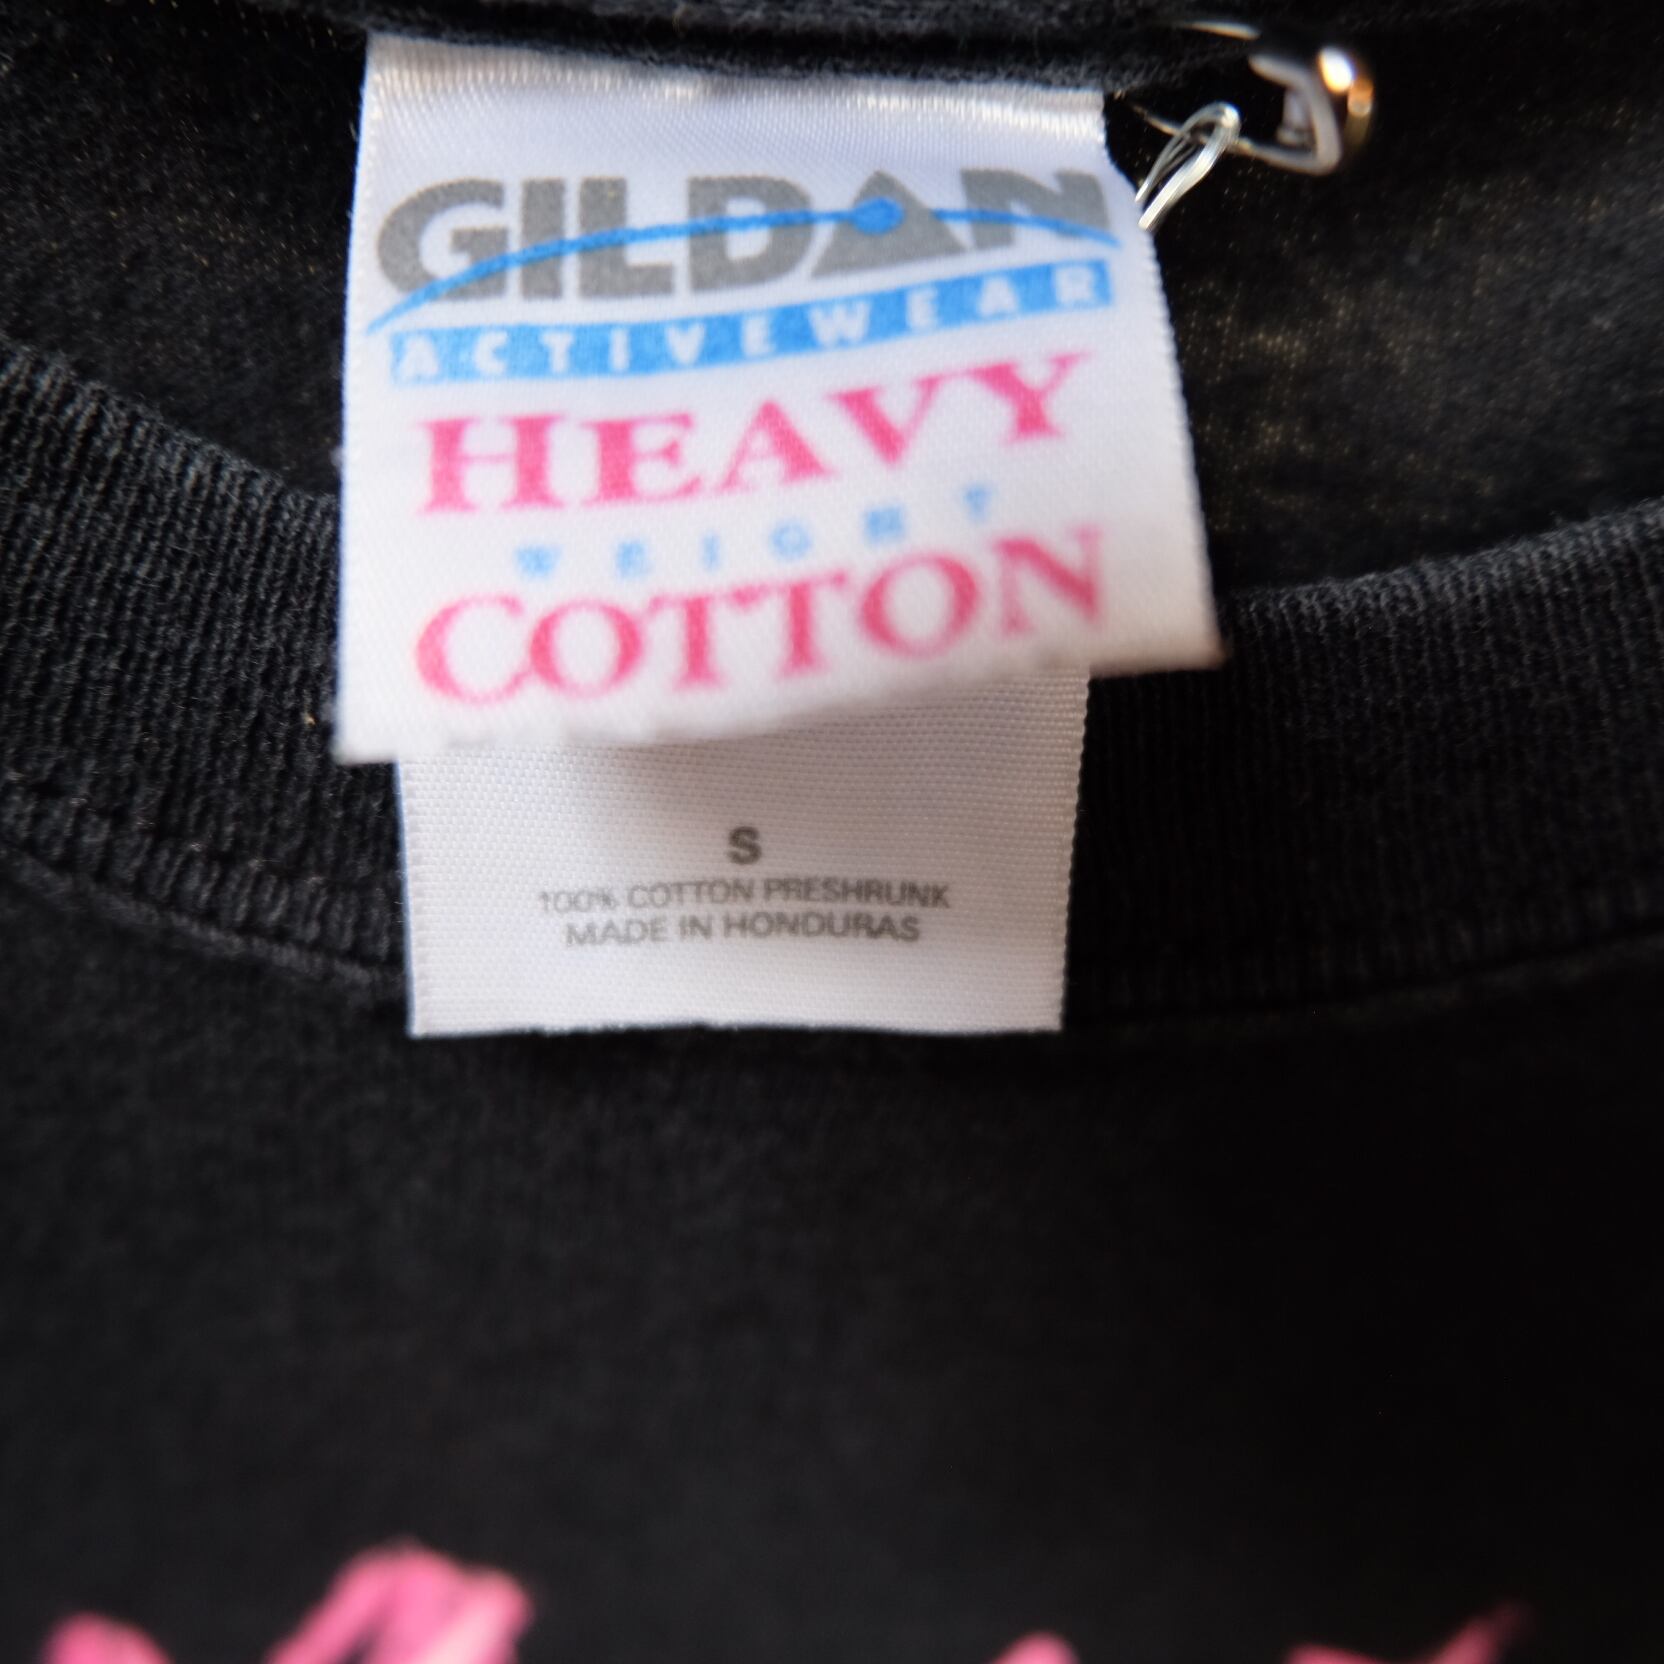 GILDAN
ACTIVEWEAR
HEAVY
WEIGHT
COTTON
S
100% COTTON PRESHRUNK
MADE IN HONDURAS